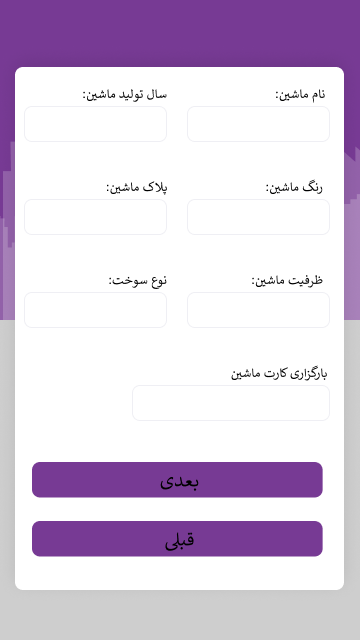 نام ماشین:
سال تولید ماشین:
رنگ ماشین:
پلاک ماشین:
ظرفیت ماشین:
نوع سوخت:
بارگزاری کارت ماشین
بعدی
قبلی